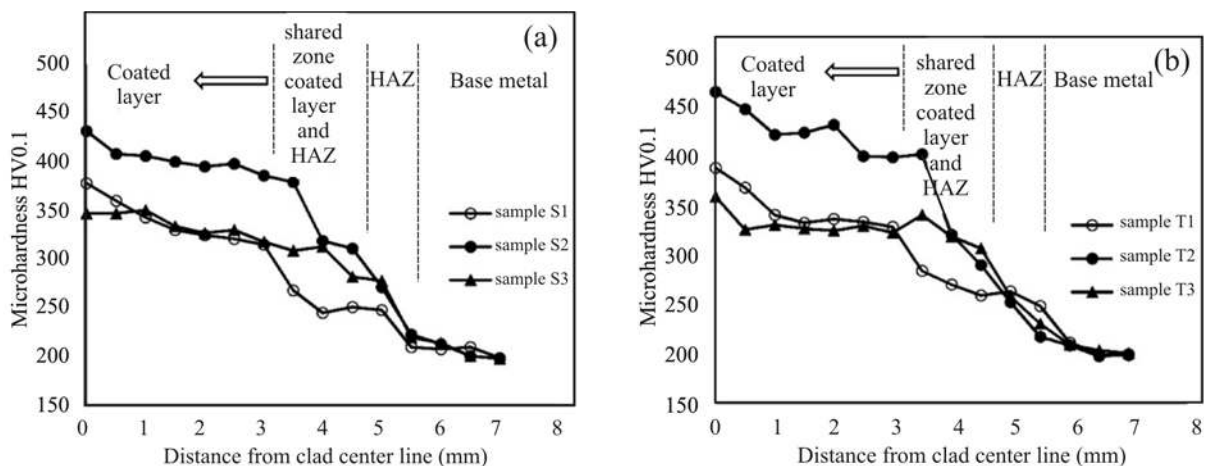 (a)
shared
zone
coated
layer
and
HAZ
Coated
layer
HAZ
Base metal
500
450
400
350
300
250
200
150
Microhardness HV0.1
sample S1
sample S2
sample S3
0 1 2 3 4 5 6 7 8
Distance from clad center line (mm)
(b)
Coated
layer
shared
zone
coated
layer
and
HAZ
HAZ
Base metal
500
450
400
350
300
250
200
150
Microhardness HV0.1
sample T1
sample T2
sample T3
0 1 2 3 4 5 6 7 8
Distance from clad center line (mm)